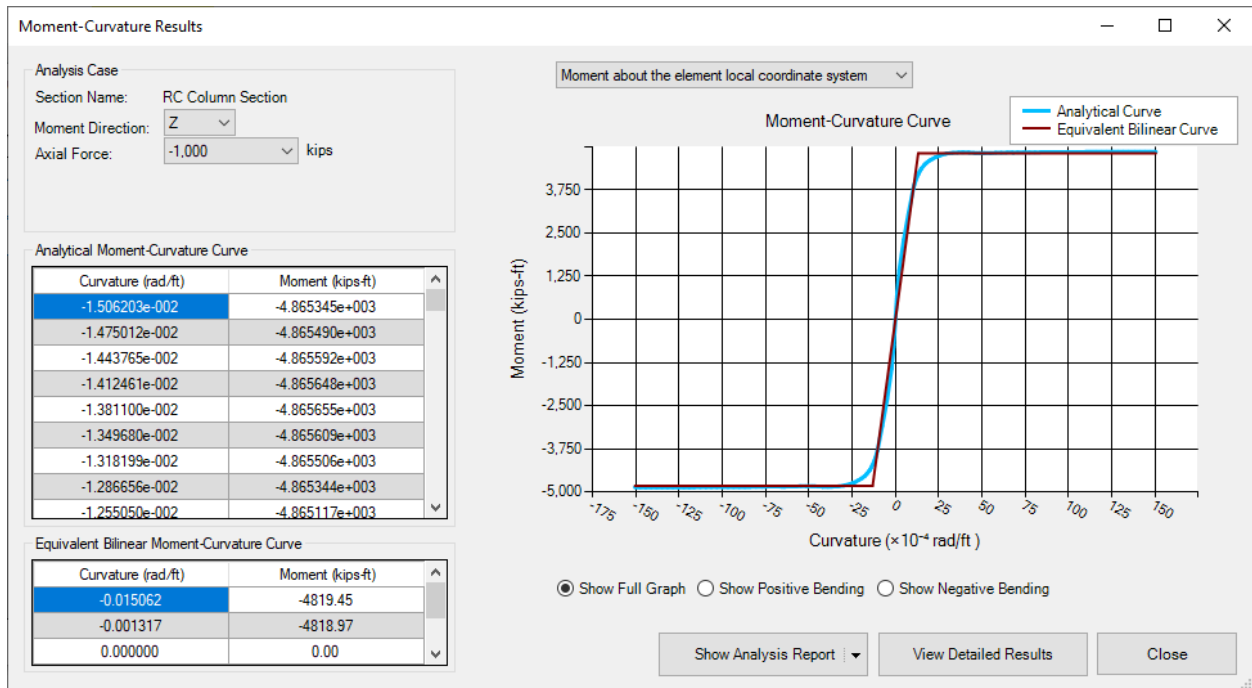 Moment-Curvature Results
Analysis Case
Section Name: RC Column Section
Moment Direction: Z
Axial Force: -1,000 kips
Analytical Moment-Curvature Curve
Curvature (rad/ft) Moment (kips-ft)
-1.506203e-002 -4.865345e+003
-1.475012e-002 -4.865490e+003
-1.443765e-002 -4.865592e+003
-1.412461e-002 -4.865648e+003
-1.381100e-002 -4.865655e+003
-1.349680e-002 -4.865609e+003
-1.318199e-002 -4.865506e+003
-1.286656e-002 -4.865344e+003
-1.255050e-002 -4.865117e+003
Equivalent Bilinear Moment-Curvature Curve
Curvature (rad/ft) Moment (kips-ft)
-0.015062 -4819.45
-0.001317 -4818.97
0.000000 0.00
Moment about the element local coordinate system
Moment-Curvature Curve
Analytical Curve
Equivalent Bilinear Curve
Moment (kips-ft)
3,750
2,500
1,250
0
-1,250
-2,500
-3,750
-5,000
-175 -150 -125 -100 -75 -50 -25 0 25 50 75 100 125 150
Curvature (×10⁻⁴ rad/ft )
Show Full Graph Show Positive Bending Show Negative Bending
Show Analysis Report View Detailed Results Close